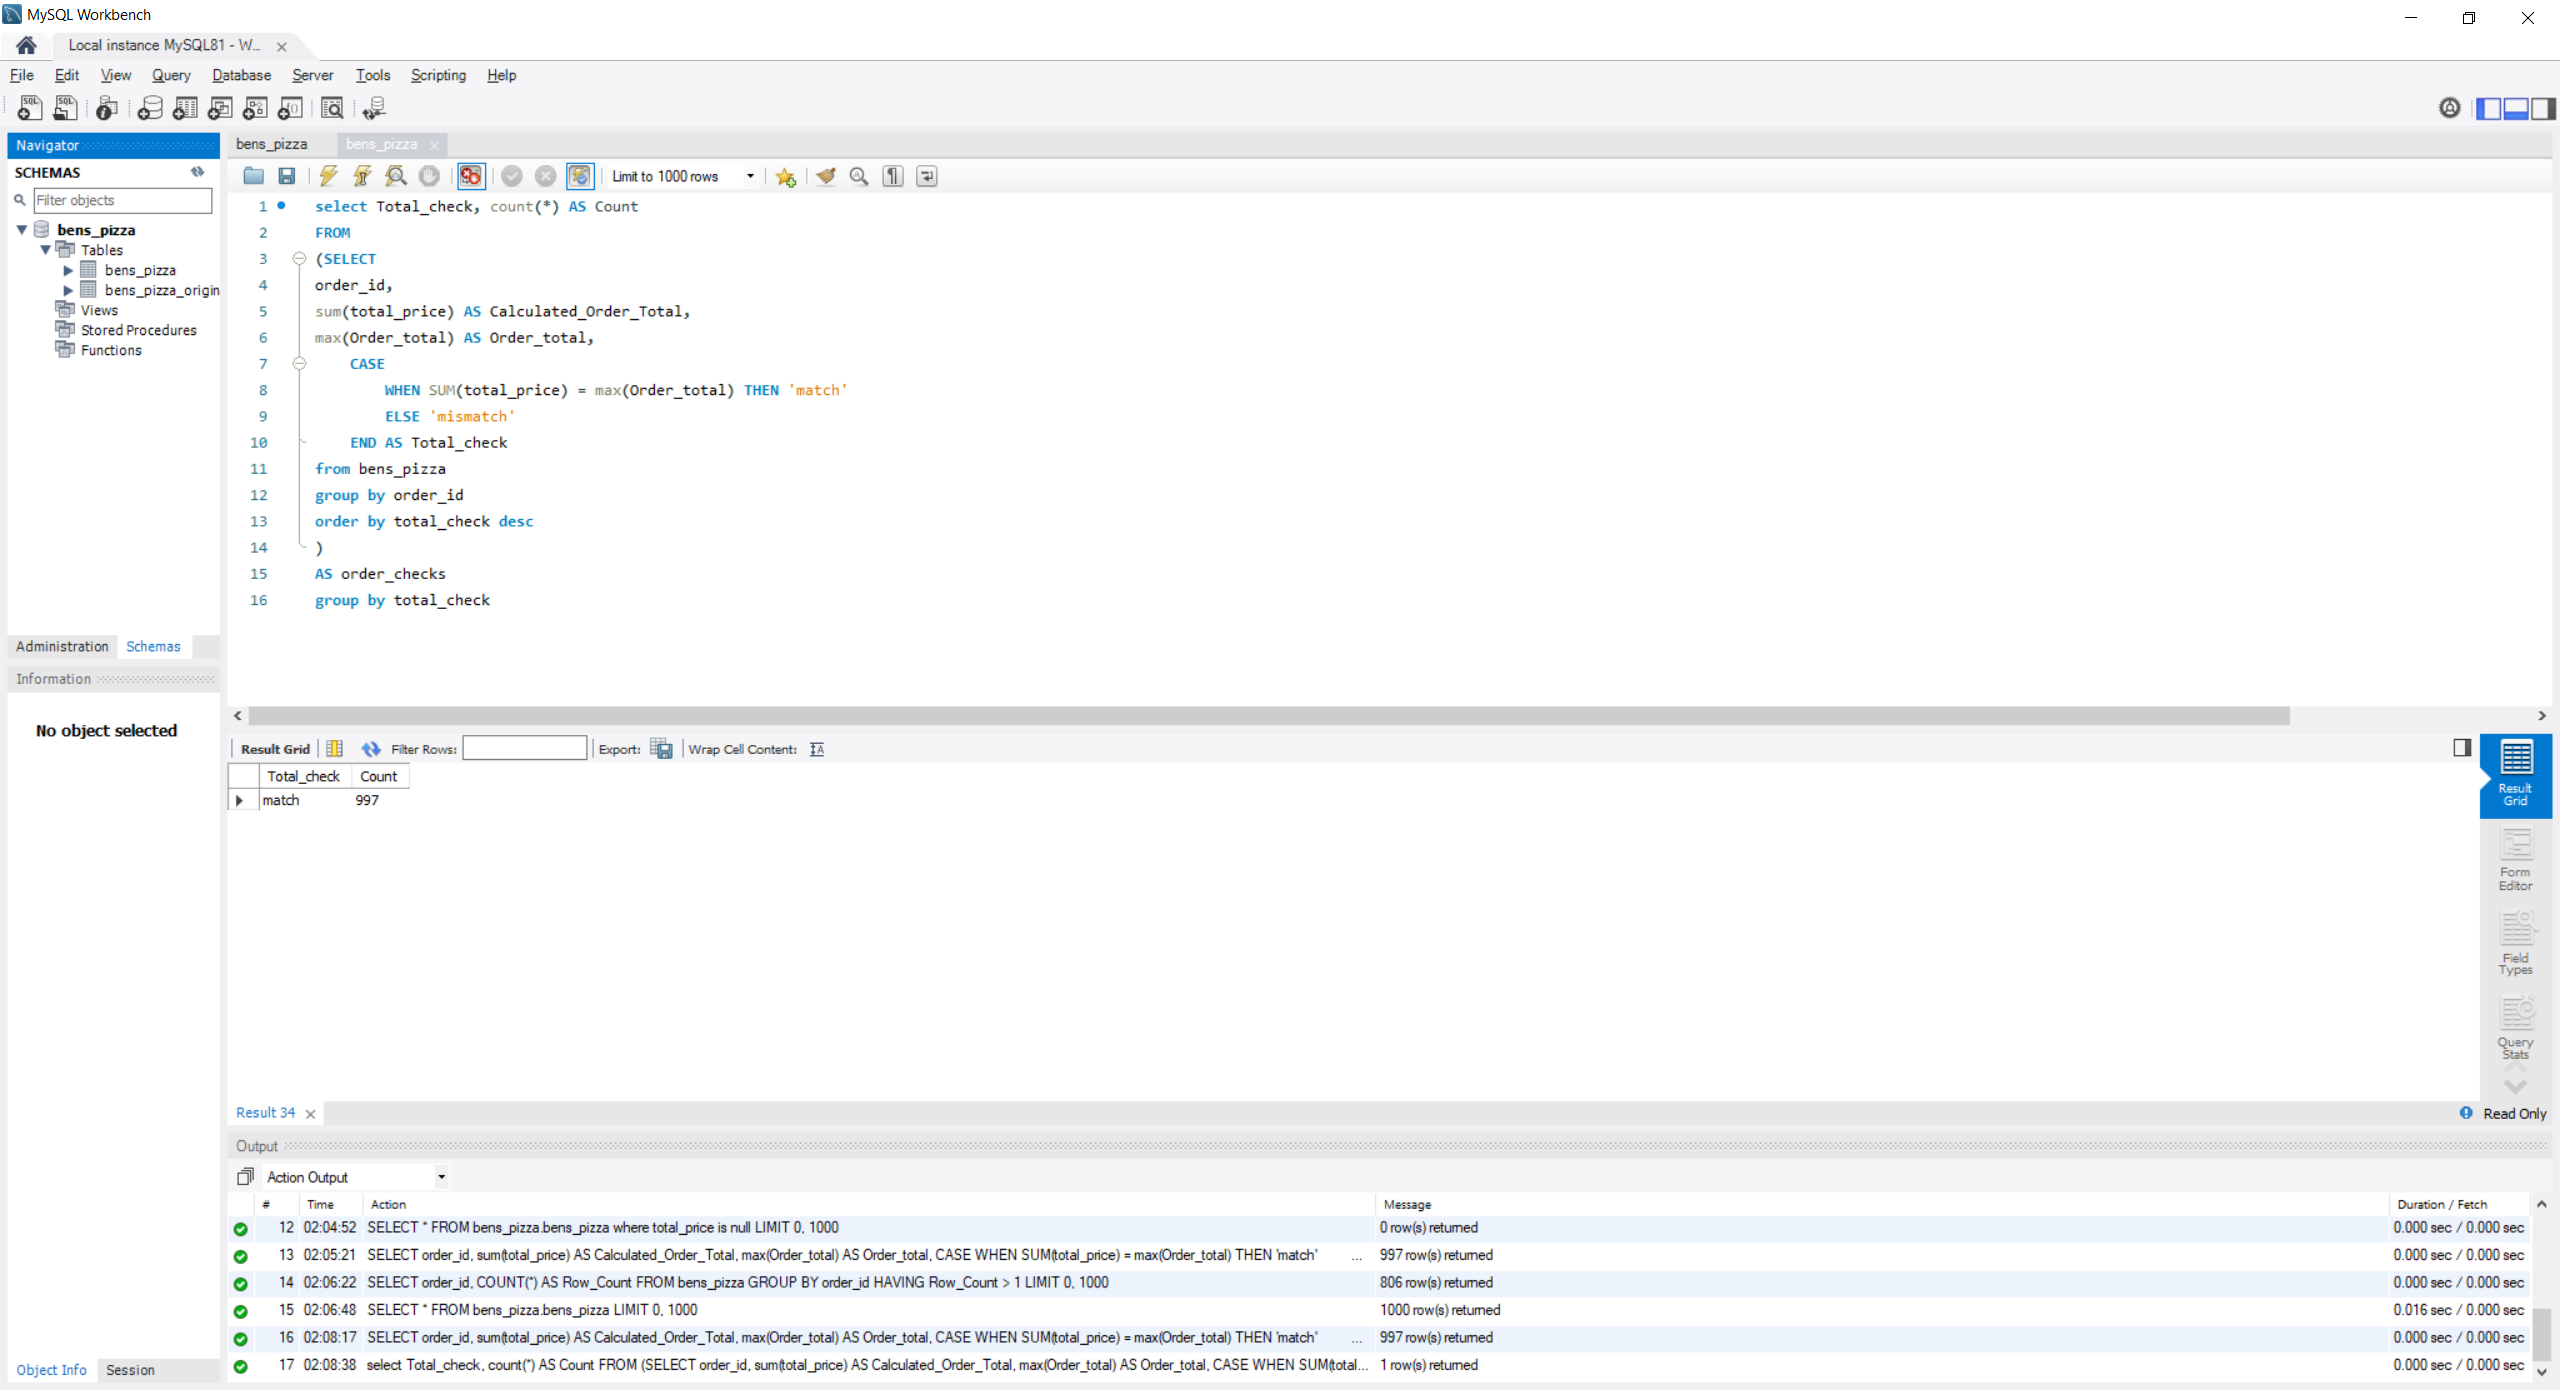 MySQL Workbench
Local instance MySQL81 - W...
File Edit View Query Database Server Tools Scripting Help
Navigator
SCHEMAS
Filter objects
bens_pizza
Tables
bens_pizza
bens_pizza_origin
Views
Stored Procedures
Functions
Administration Schemas
Information
No object selected
Object Info Session
bens_pizza bens_pizza
Limit to 1000 rows
1 select Total_check, count(*) AS Count
2 FROM
3 (SELECT
4 order_id,
5 sum(total_price) AS Calculated_Order_Total,
6 max(Order_total) AS Order_total,
7 CASE
8 WHEN SUM(total_price) = max(Order_total) THEN 'match'
9 ELSE 'mismatch'
10 END AS Total_check
11 from bens_pizza
12 group by order_id
13 order by total_check desc
14 )
15 AS order_checks
16 group by total_check
Result Grid Filter Rows: Export: Wrap Cell Content:
Total_check Count
match 997
Result Grid
Form Editor
Field Types
Query Stats
Result 34
Read Only
Output
Action Output
# Time Action Message Duration / Fetch
12 02:04:52 SELECT * FROM bens_pizza.bens_pizza where total_price is null LIMIT 0, 1000 0 row(s) returned 0.000 sec / 0.000 sec
13 02:05:21 SELECT order_id, sum(total_price) AS Calculated_Order_Total, max(Order_total) AS Order_total, CASE WHEN SUM(total_price) = max(Order_total) THEN 'match' ... 997 row(s) returned 0.000 sec / 0.000 sec
14 02:06:22 SELECT order_id, COUNT(*) AS Row_Count FROM bens_pizza GROUP BY order_id HAVING Row_Count > 1 LIMIT 0, 1000 806 row(s) returned 0.000 sec / 0.000 sec
15 02:06:48 SELECT * FROM bens_pizza.bens_pizza LIMIT 0, 1000 1000 row(s) returned 0.016 sec / 0.000 sec
16 02:08:17 SELECT order_id, sum(total_price) AS Calculated_Order_Total, max(Order_total) AS Order_total, CASE WHEN SUM(total_price) = max(Order_total) THEN 'match' ... 997 row(s) returned 0.000 sec / 0.000 sec
17 02:08:38 select Total_check, count(*) AS Count FROM (SELECT order_id, sum(total_price) AS Calculated_Order_Total, max(Order_total) AS Order_total, CASE WHEN SUM(total... 1 row(s) returned 0.000 sec / 0.000 sec